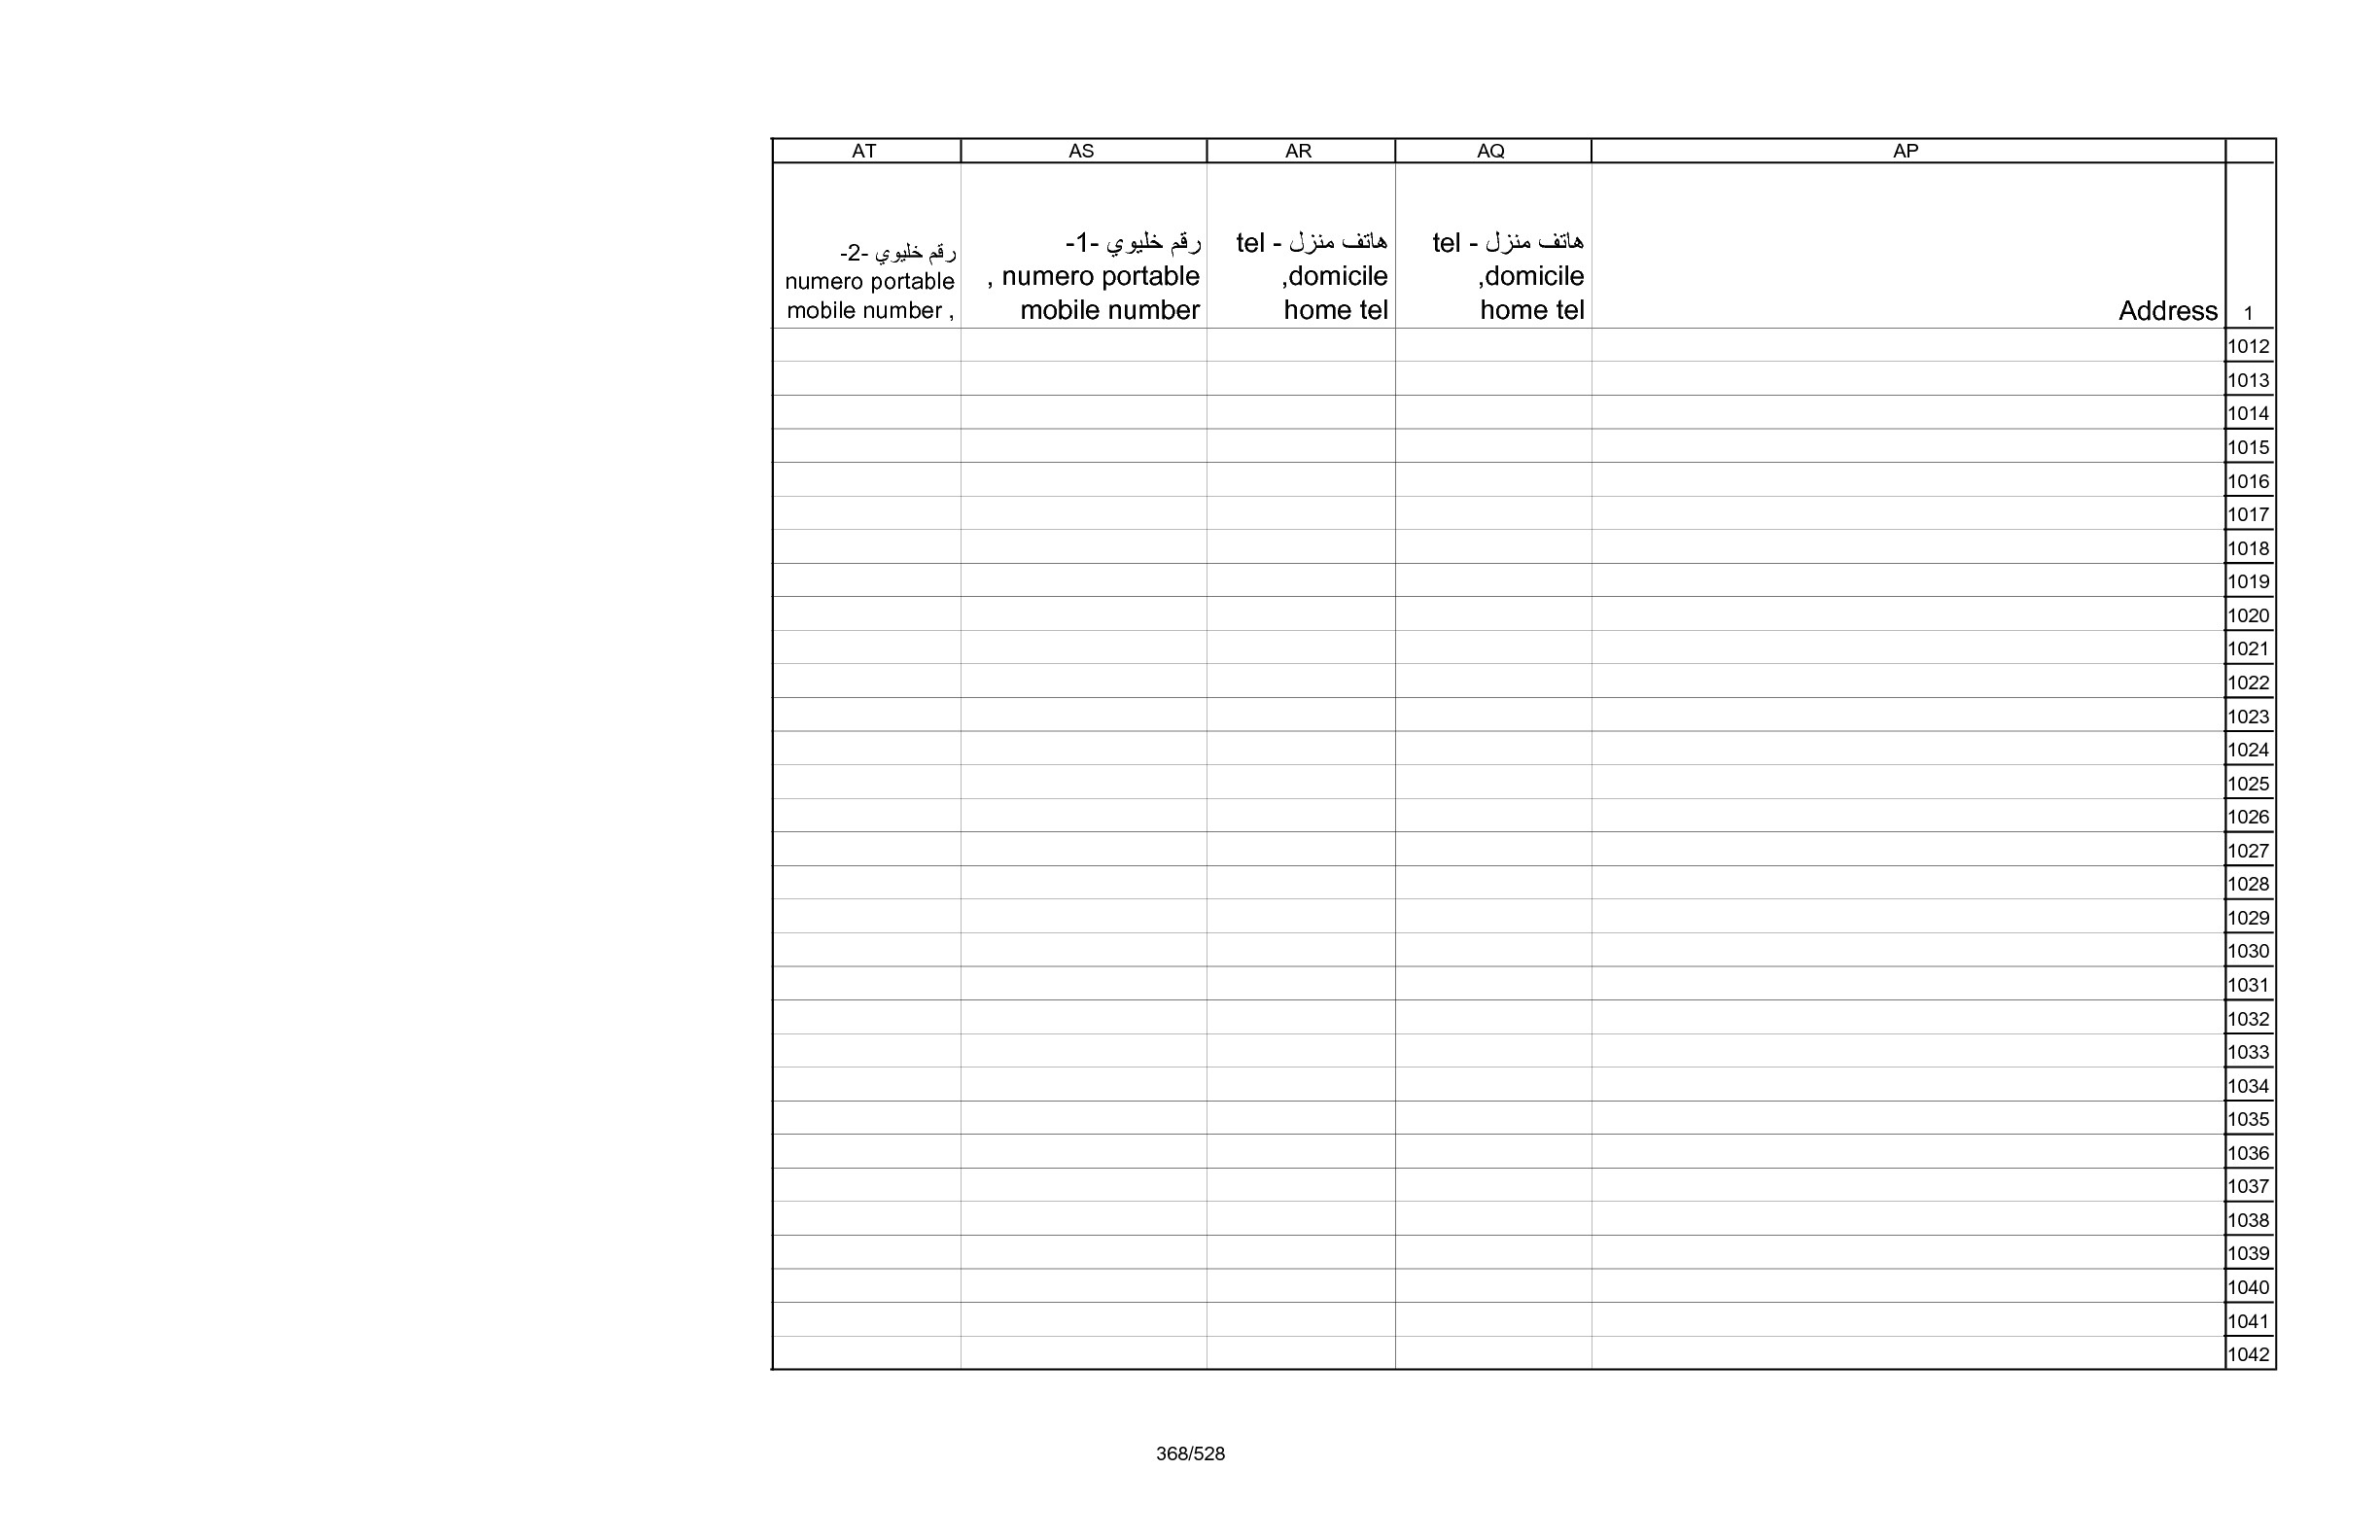 AP AQ AR AS AT
1
Address
هاتف منزل - tel
domicile,
home tel
هاتف منزل - tel
domicile,
home tel
رقم خليوي -1-
numero portable ,
mobile number
رقم خليوي -2-
numero portable
mobile number ,
1012
1013
1014
1015
1016
1017
1018
1019
1020
1021
1022
1023
1024
1025
1026
1027
1028
1029
1030
1031
1032
1033
1034
1035
1036
1037
1038
1039
1040
1041
1042
368/528